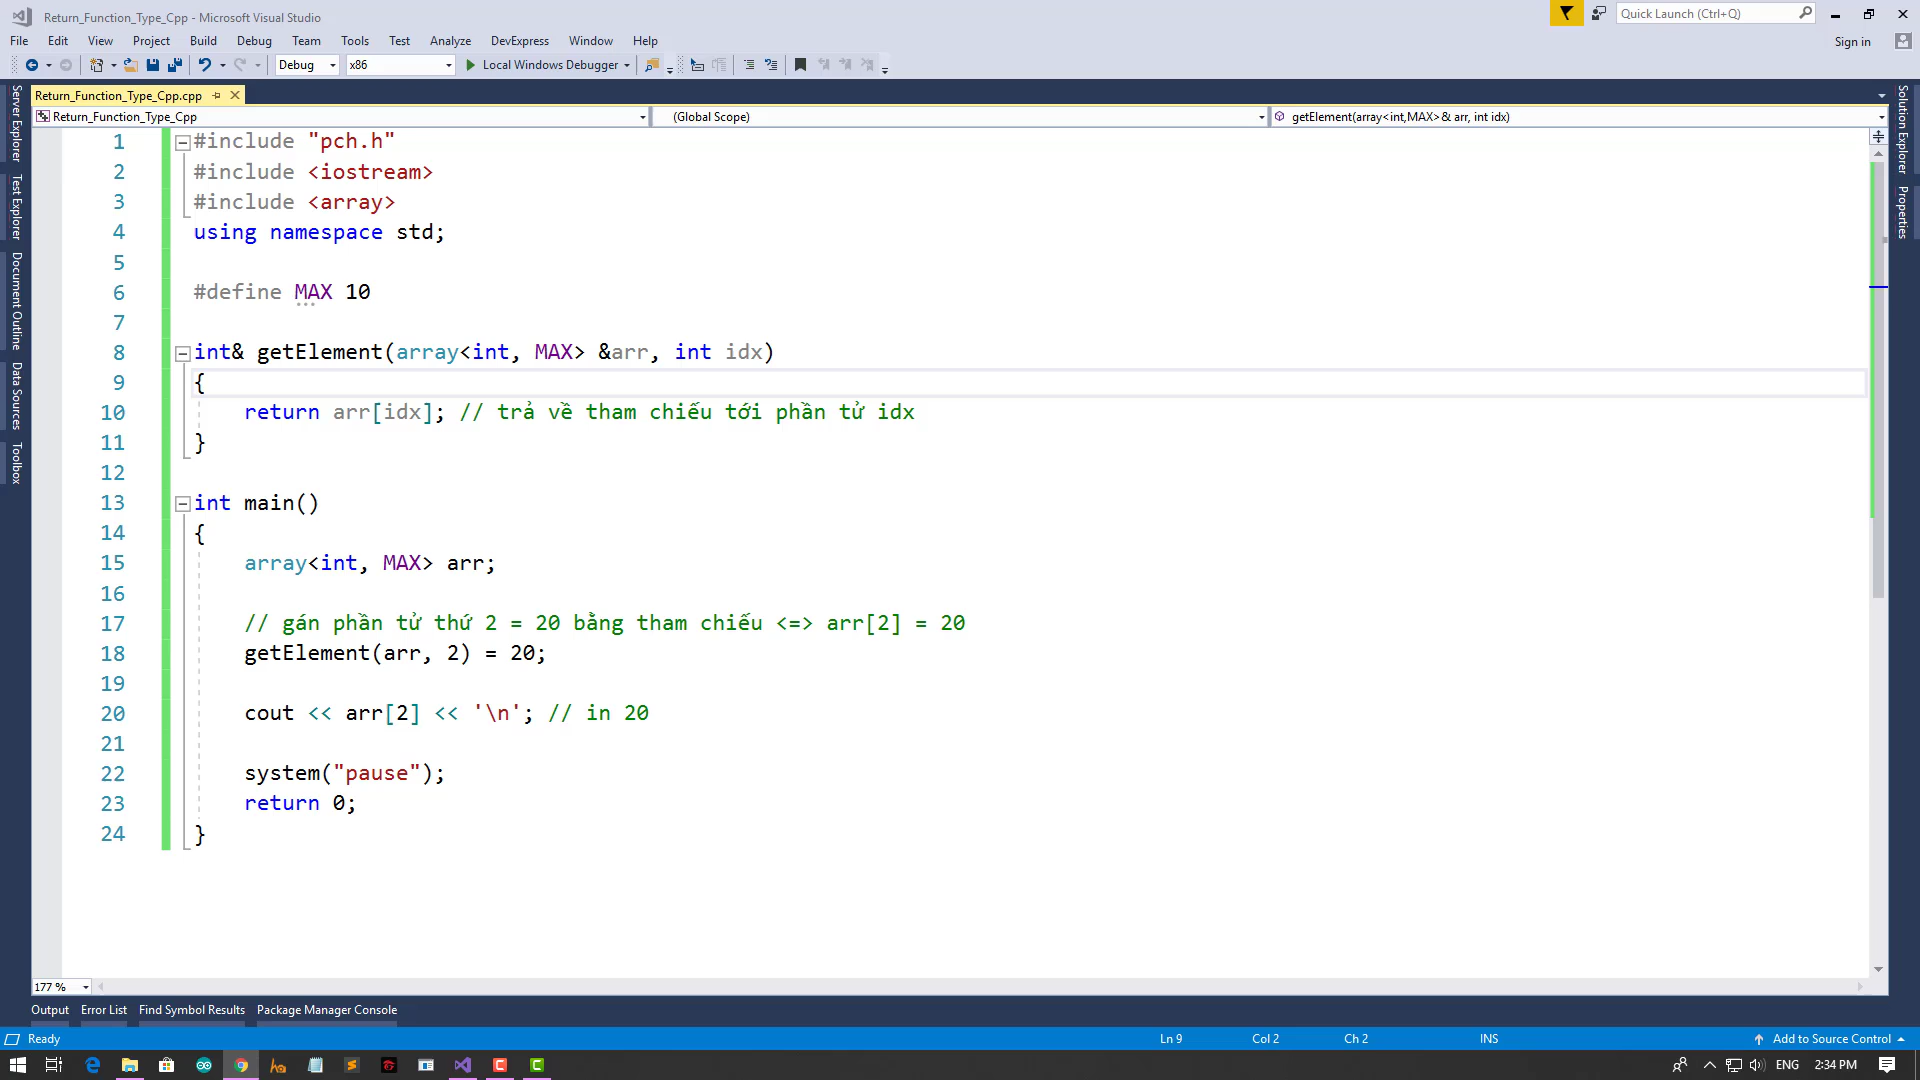 Return_Function_Type_Cpp - Microsoft Visual Studio
Quick Launch (Ctrl+Q)
File Edit View Project Build Debug Team Tools Test Analyze DevExpress Window Help
Sign in
Debug x86 Local Windows Debugger
Return_Function_Type_Cpp.cpp
Return_Function_Type_Cpp (Global Scope) getElement(array<int,MAX>& arr, int idx)
Server Explorer
Test Explorer
Document Outline
Data Sources
Toolbox
Solution Explorer
Properties
1 #include "pch.h"
2 #include <iostream>
3 #include <array>
4 using namespace std;
5
6 #define MAX 10
7
8 int& getElement(array<int, MAX> &arr, int idx)
9 {
10 return arr[idx]; // trả về tham chiếu tới phần tử idx
11 }
12
13 int main()
14 {
15 array<int, MAX> arr;
16
17 // gán phần tử thứ 2 = 20 bằng tham chiếu <=> arr[2] = 20
18 getElement(arr, 2) = 20;
19
20 cout << arr[2] << '\n'; // in 20
21
22 system("pause");
23 return 0;
24 }
177 %
Output Error List Find Symbol Results Package Manager Console
Ready Ln 9 Col 2 Ch 2 INS Add to Source Control
ENG 2:34 PM